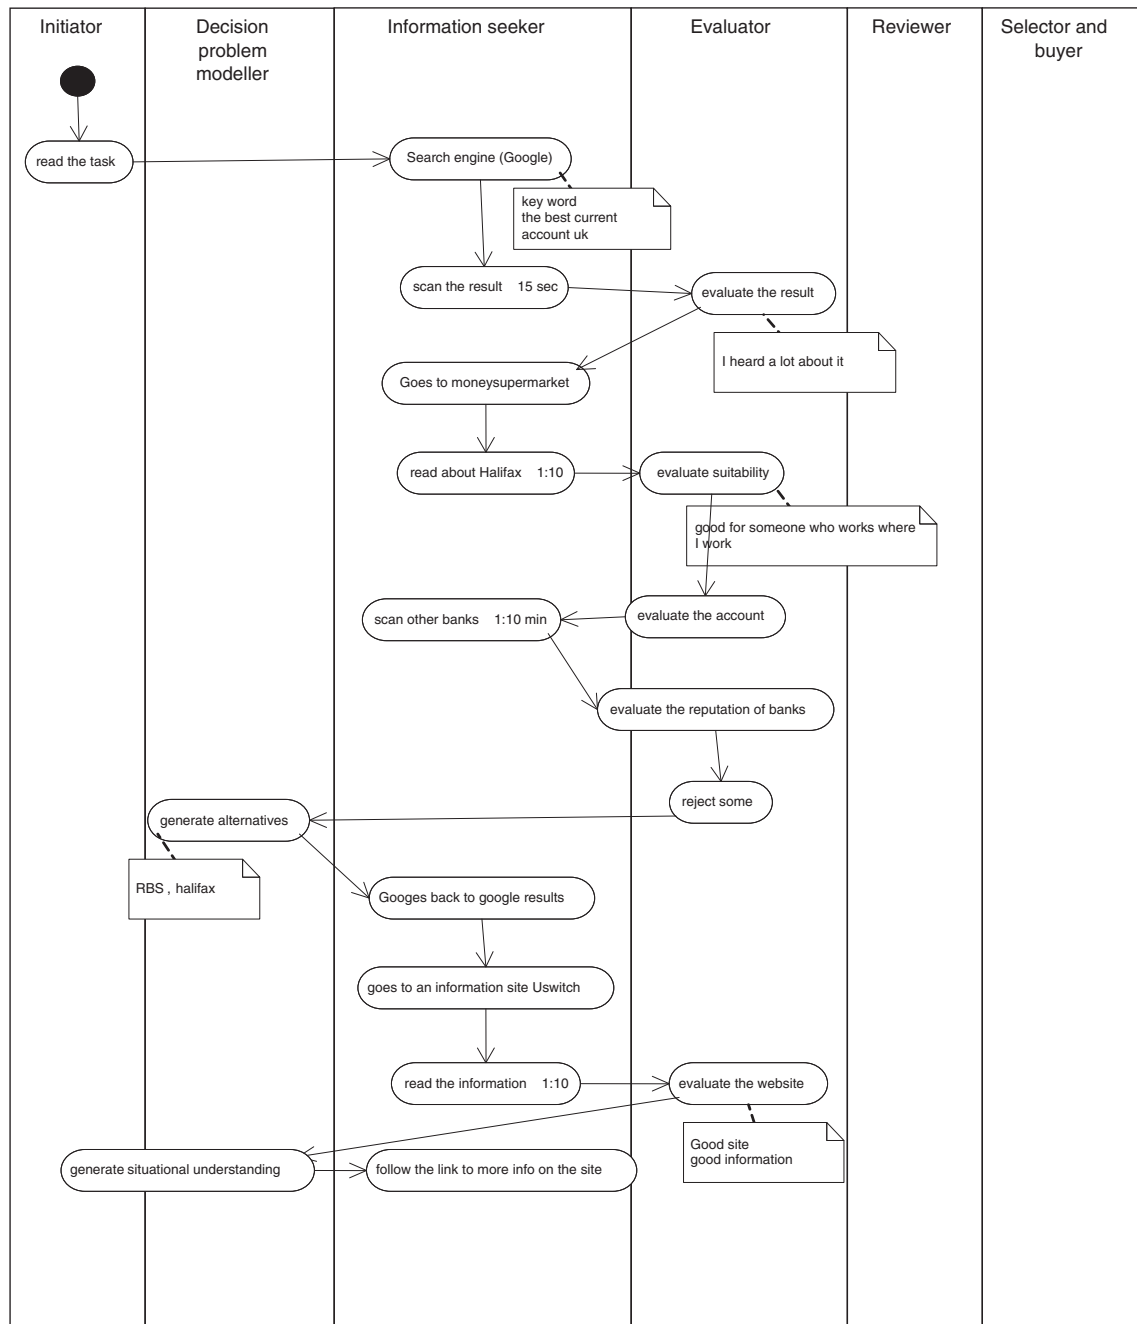 Initiator
Decision
problem
modeller
Information seeker
Evaluator
Reviewer
Selector and
buyer
read the task
Search engine (Google)
key word
the best current
account uk
scan the result 15 sec
evaluate the result
I heard a lot about it
Goes to moneysupermarket
read about Halifax 1:10
evaluate suitability
good for someone who works where
I work
scan other banks 1:10 min
evaluate the account
evaluate the reputation of banks
reject some
generate alternatives
RBS , halifax
Googes back to google results
goes to an information site Uswitch
read the information 1:10
evaluate the website
Good site
good information
generate situational understanding
follow the link to more info on the site